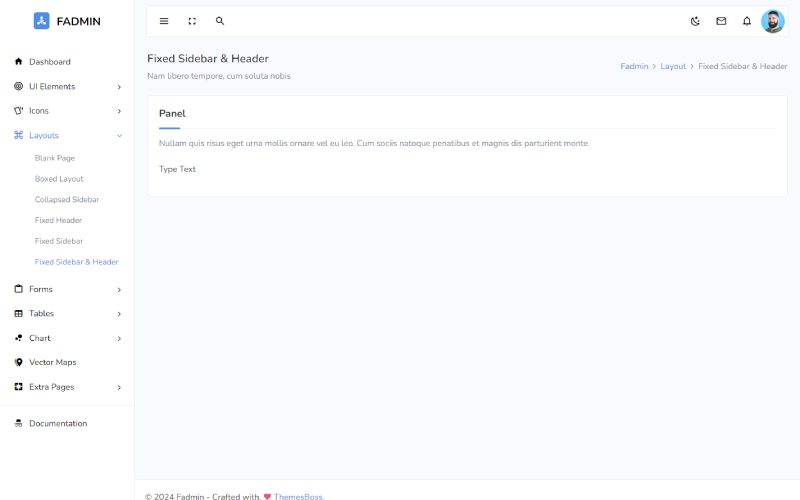 FADMIN
Dashboard
UI Elements
Icons
Layouts
Blank Page
Boxed Layout
Collapsed Sidebar
Fixed Header
Fixed Sidebar
Fixed Sidebar & Header
Forms
Tables
Chart
Vector Maps
Extra Pages
Documentation
Fixed Sidebar & Header
Nam libero tempore, cum soluta nobis
Fadmin > Layout > Fixed Sidebar & Header
Panel
Nullam quis risus eget urna mollis ornare vel eu leo. Cum sociis natoque penatibus et magnis dis parturient monte.
Type Text
© 2024 Fadmin - Crafted with. ❤ ThemesBoss.